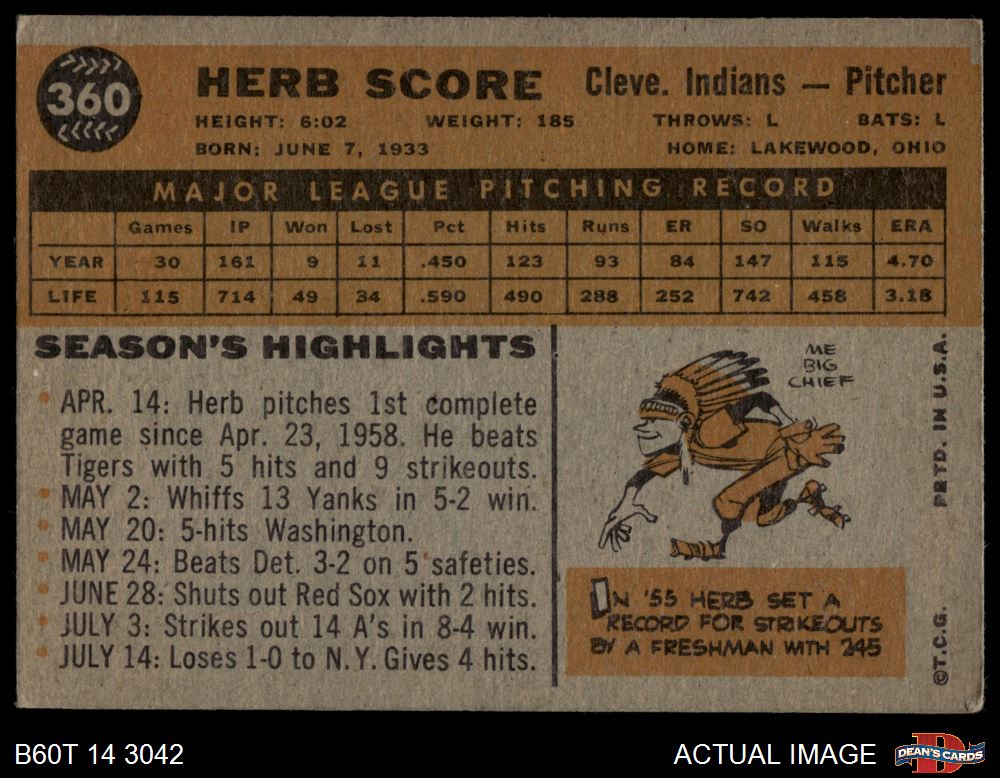 360
HERB SCORE Cleve. Indians — Pitcher
HEIGHT: 6:02 WEIGHT: 185 THROWS: L BATS: L
BORN: JUNE 7, 1933 HOME: LAKEWOOD, OHIO
MAJOR LEAGUE PITCHING RECORD
Games IP Won Lost Pct Hits Runs ER SO Walks ERA
YEAR 30 161 9 11 .450 123 93 84 147 115 4.70
LIFE 115 714 49 34 .590 490 288 252 742 458 3.18
SEASON'S HIGHLIGHTS
APR. 14: Herb pitches 1st complete
game since Apr. 23, 1958. He beats
Tigers with 5 hits and 9 strikeouts.
MAY 2: Whiffs 13 Yanks in 5-2 win.
MAY 20: 5-hits Washington.
MAY 24: Beats Det. 3-2 on 5 safeties.
JUNE 28: Shuts out Red Sox with 2 hits.
JULY 3: Strikes out 14 A's in 8-4 win.
JULY 14: Loses 1-0 to N.Y. Gives 4 hits.
ME
BIG
CHIEF
IN '55 HERB SET A
RECORD FOR STRIKEOUTS
BY A FRESHMAN WITH 245
©T.C.G. PRTD. IN U.S.A.
B60T 14 3042 ACTUAL IMAGE DEAN'S CARDS